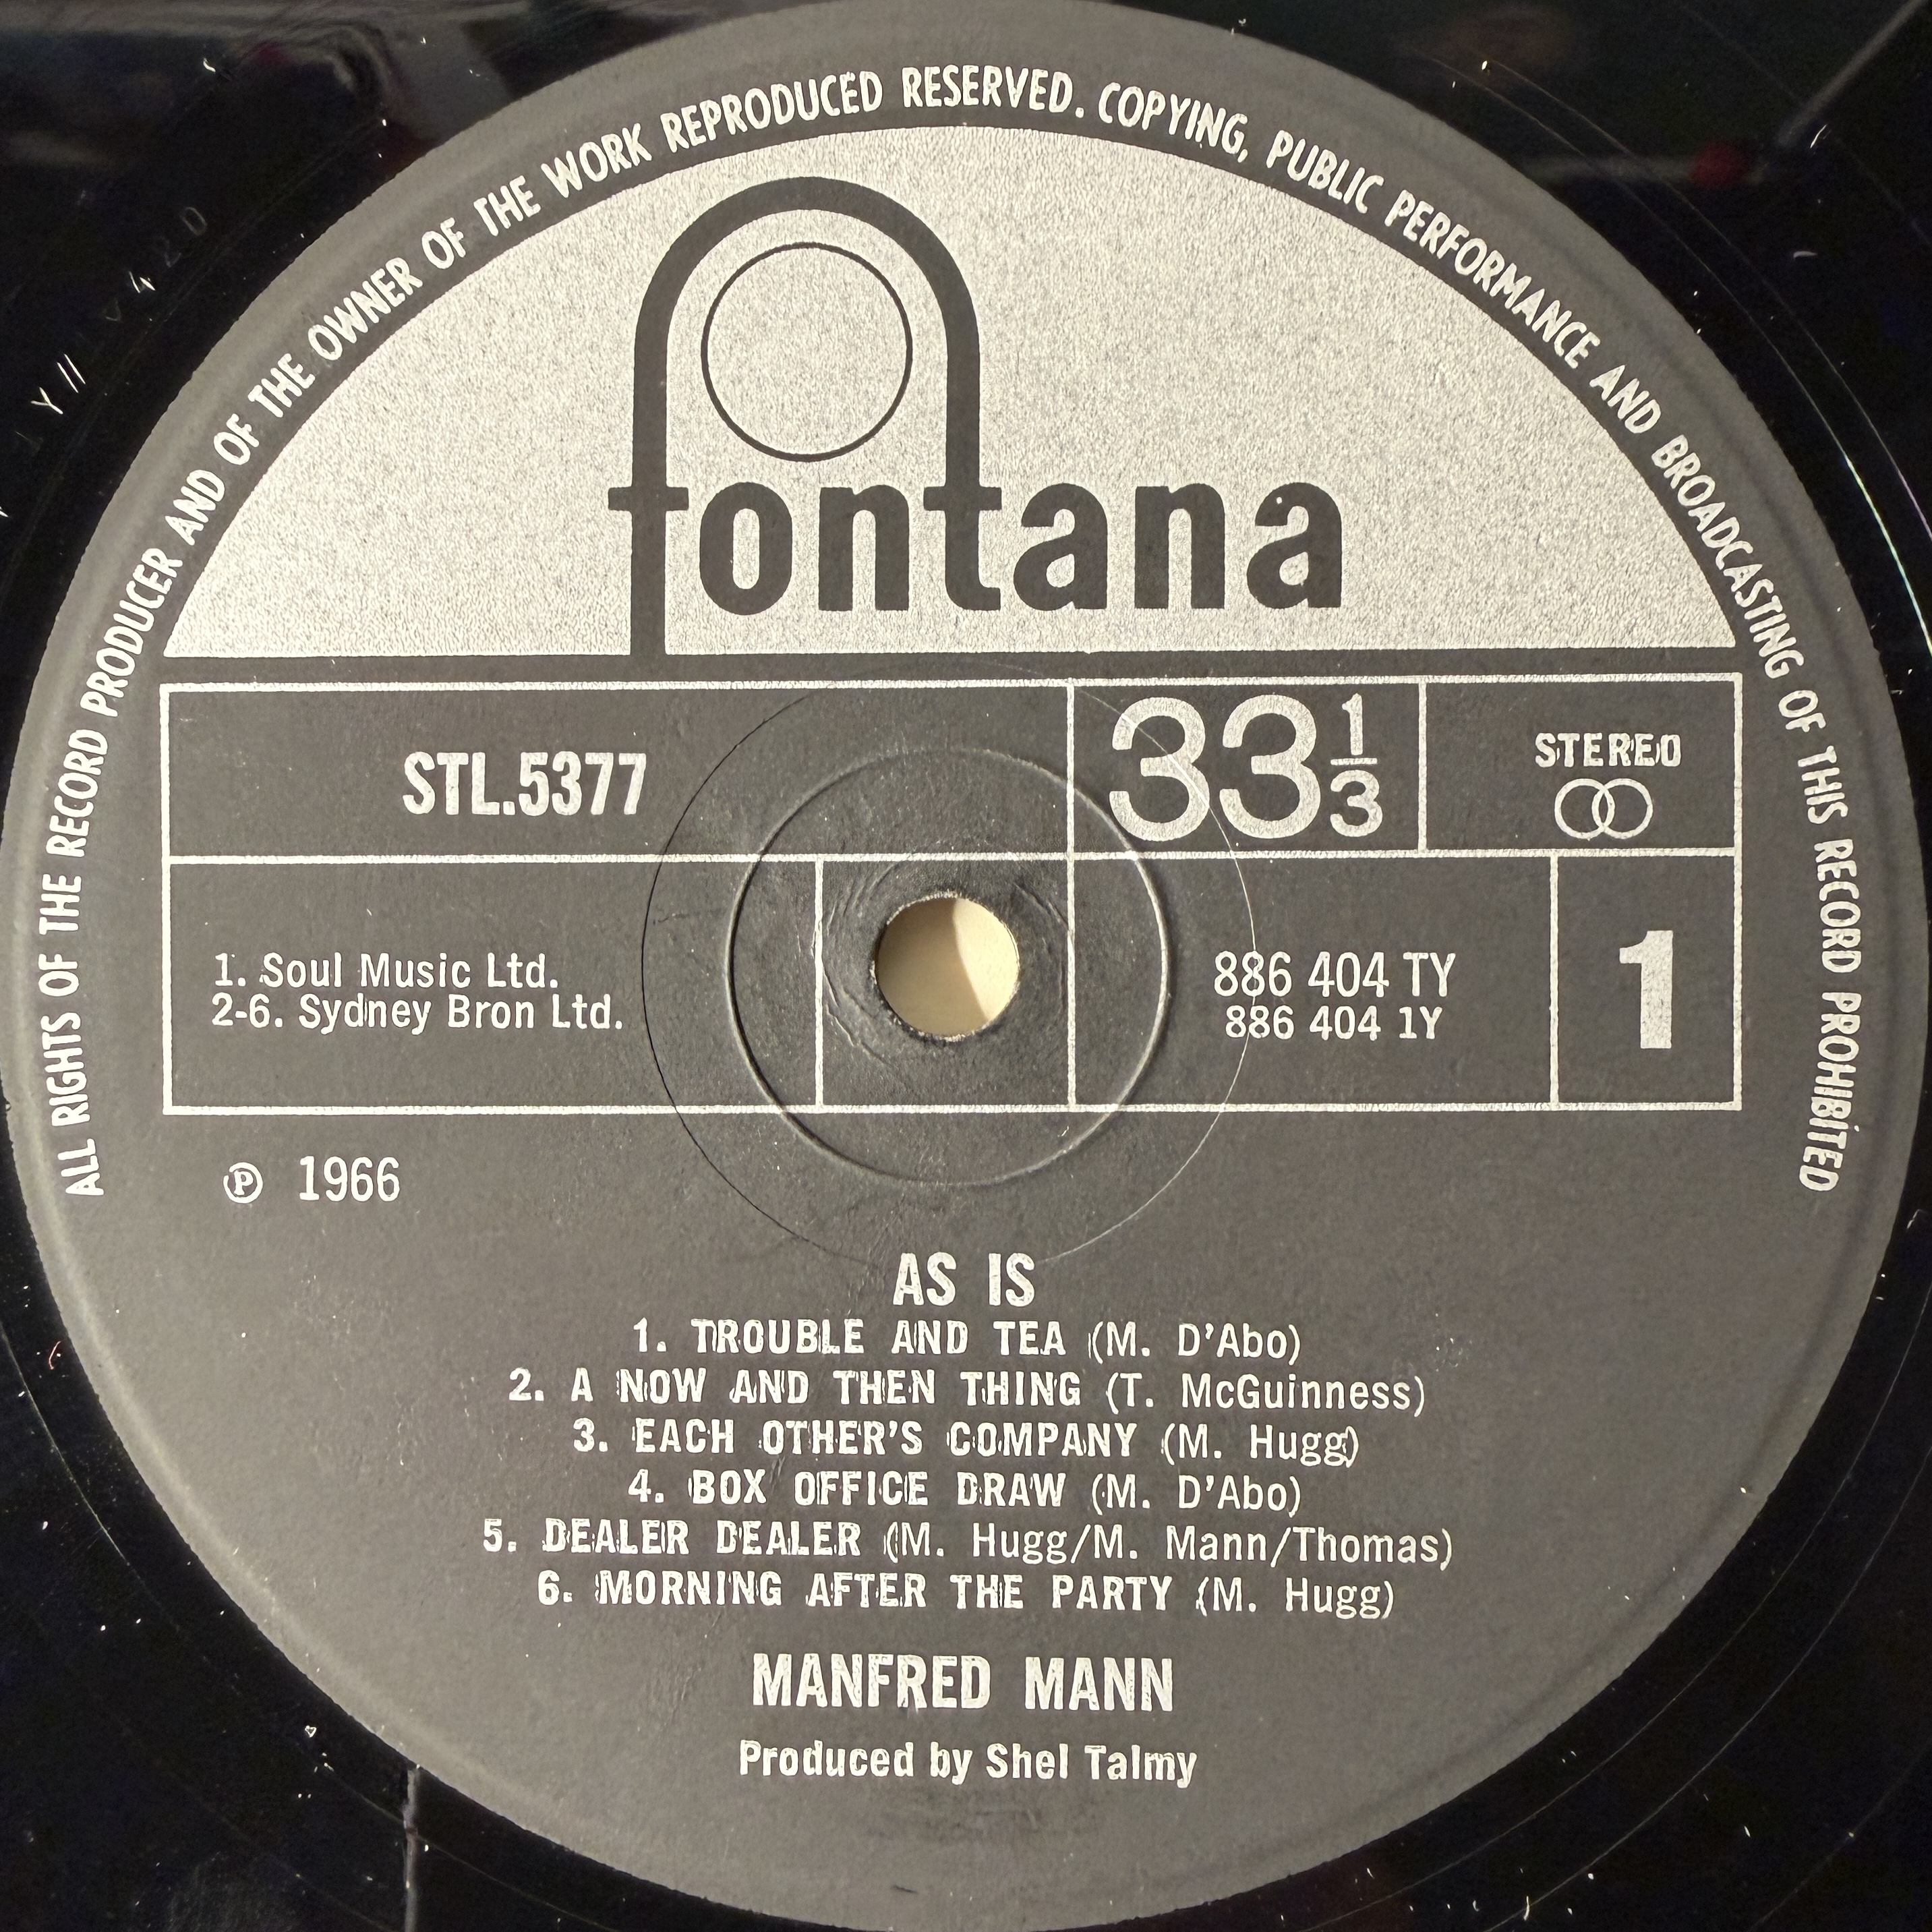 ALL RIGHTS OF THE RECORD PRODUCER AND OF THE OWNER OF THE WORK REPRODUCED RESERVED. COPYING, PUBLIC PERFORMANCE AND BROADCASTING OF THIS RECORD PROHIBITED
fontana
STL.5377
33 1/3
STEREO
1. Soul Music Ltd.
2-6. Sydney Bron Ltd.
886 404 TY
886 404 1Y
1
℗ 1966
AS IS
1. TROUBLE AND TEA (M. D'Abo)
2. A NOW AND THEN THING (T. McGuinness)
3. EACH OTHER'S COMPANY (M. Hugg)
4. BOX OFFICE DRAW (M. D'Abo)
5. DEALER DEALER (M. Hugg/M. Mann/Thomas)
6. MORNING AFTER THE PARTY (M. Hugg)
MANFRED MANN
Produced by Shel Talmy